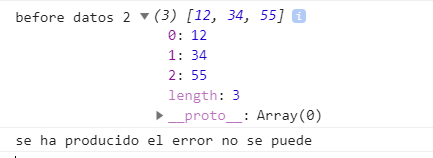 before datos 2 ▼(3) [12, 34, 55] i
0: 12
1: 34
2: 55
length: 3
▶__proto__: Array(0)
se ha producido el error no se puede